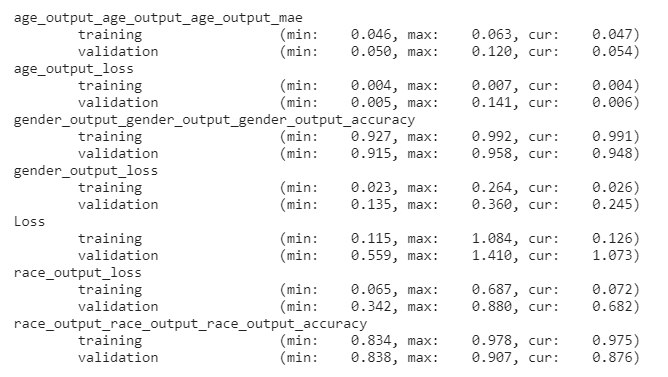 age_output_age_output_age_output_mae
training (min: 0.046, max: 0.063, cur: 0.047)
validation (min: 0.050, max: 0.120, cur: 0.054)
age_output_loss
training (min: 0.004, max: 0.007, cur: 0.004)
validation (min: 0.005, max: 0.141, cur: 0.006)
gender_output_gender_output_gender_output_accuracy
training (min: 0.927, max: 0.992, cur: 0.991)
validation (min: 0.915, max: 0.958, cur: 0.948)
gender_output_loss
training (min: 0.023, max: 0.264, cur: 0.026)
validation (min: 0.135, max: 0.360, cur: 0.245)
Loss
training (min: 0.115, max: 1.084, cur: 0.126)
validation (min: 0.559, max: 1.410, cur: 1.073)
race_output_loss
training (min: 0.065, max: 0.687, cur: 0.072)
validation (min: 0.342, max: 0.880, cur: 0.682)
race_output_race_output_race_output_accuracy
training (min: 0.834, max: 0.978, cur: 0.975)
validation (min: 0.838, max: 0.907, cur: 0.876)